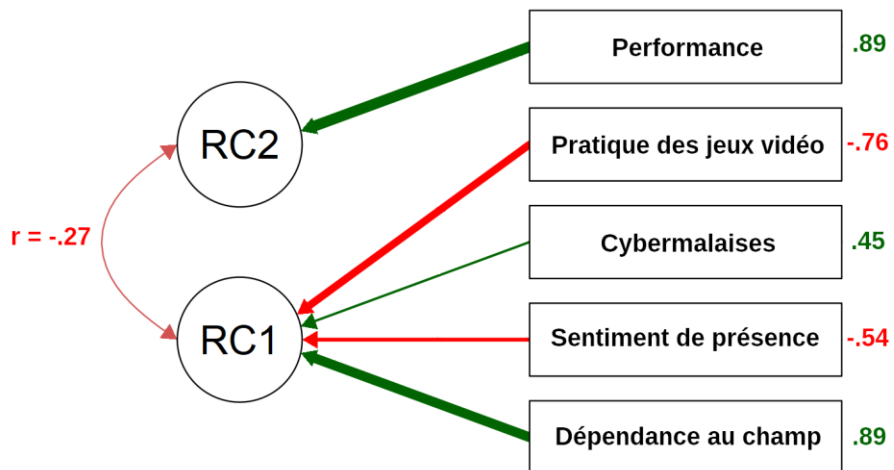 Performance
.89
RC2
Pratique des jeux vidéo
-.76
r = -.27
Cybermalaises
.45
RC1
Sentiment de présence
-.54
Dépendance au champ
.89